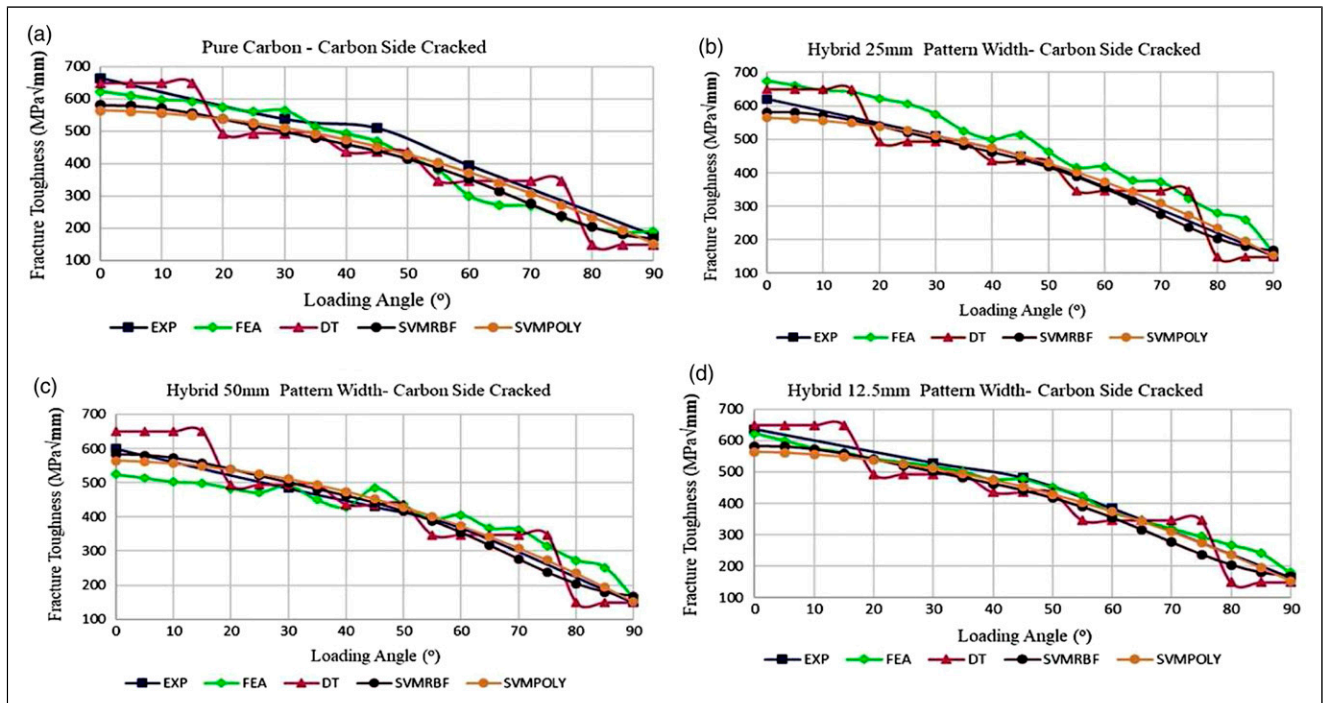 (a)
Pure Carbon - Carbon Side Cracked
Fracture Toughness (MPa√mm)
700
600
500
400
300
200
100
0 10 20 30 40 50 60 70 80 90
Loading Angle (º)
EXP FEA DT SVMRBF SVMPOLY
(b)
Hybrid 25mm Pattern Width- Carbon Side Cracked
Fracture Toughness (MPa√mm)
700
600
500
400
300
200
100
0 10 20 30 40 50 60 70 80 90
Loading Angle (º)
EXP FEA DT SVMRBF SVMPOLY
(c)
Hybrid 50mm Pattern Width- Carbon Side Cracked
Fracture Toughness (MPa√mm)
700
600
500
400
300
200
100
0 10 20 30 40 50 60 70 80 90
Loading Angle (º)
EXP FEA DT SVMRBF SVMPOLY
(d)
Hybrid 12.5mm Pattern Width- Carbon Side Cracked
Fracture Toughness (MPa√mm)
700
600
500
400
300
200
100
0 10 20 30 40 50 60 70 80 90
Loading Angle (º)
EXP FEA DT SVMRBF SVMPOLY